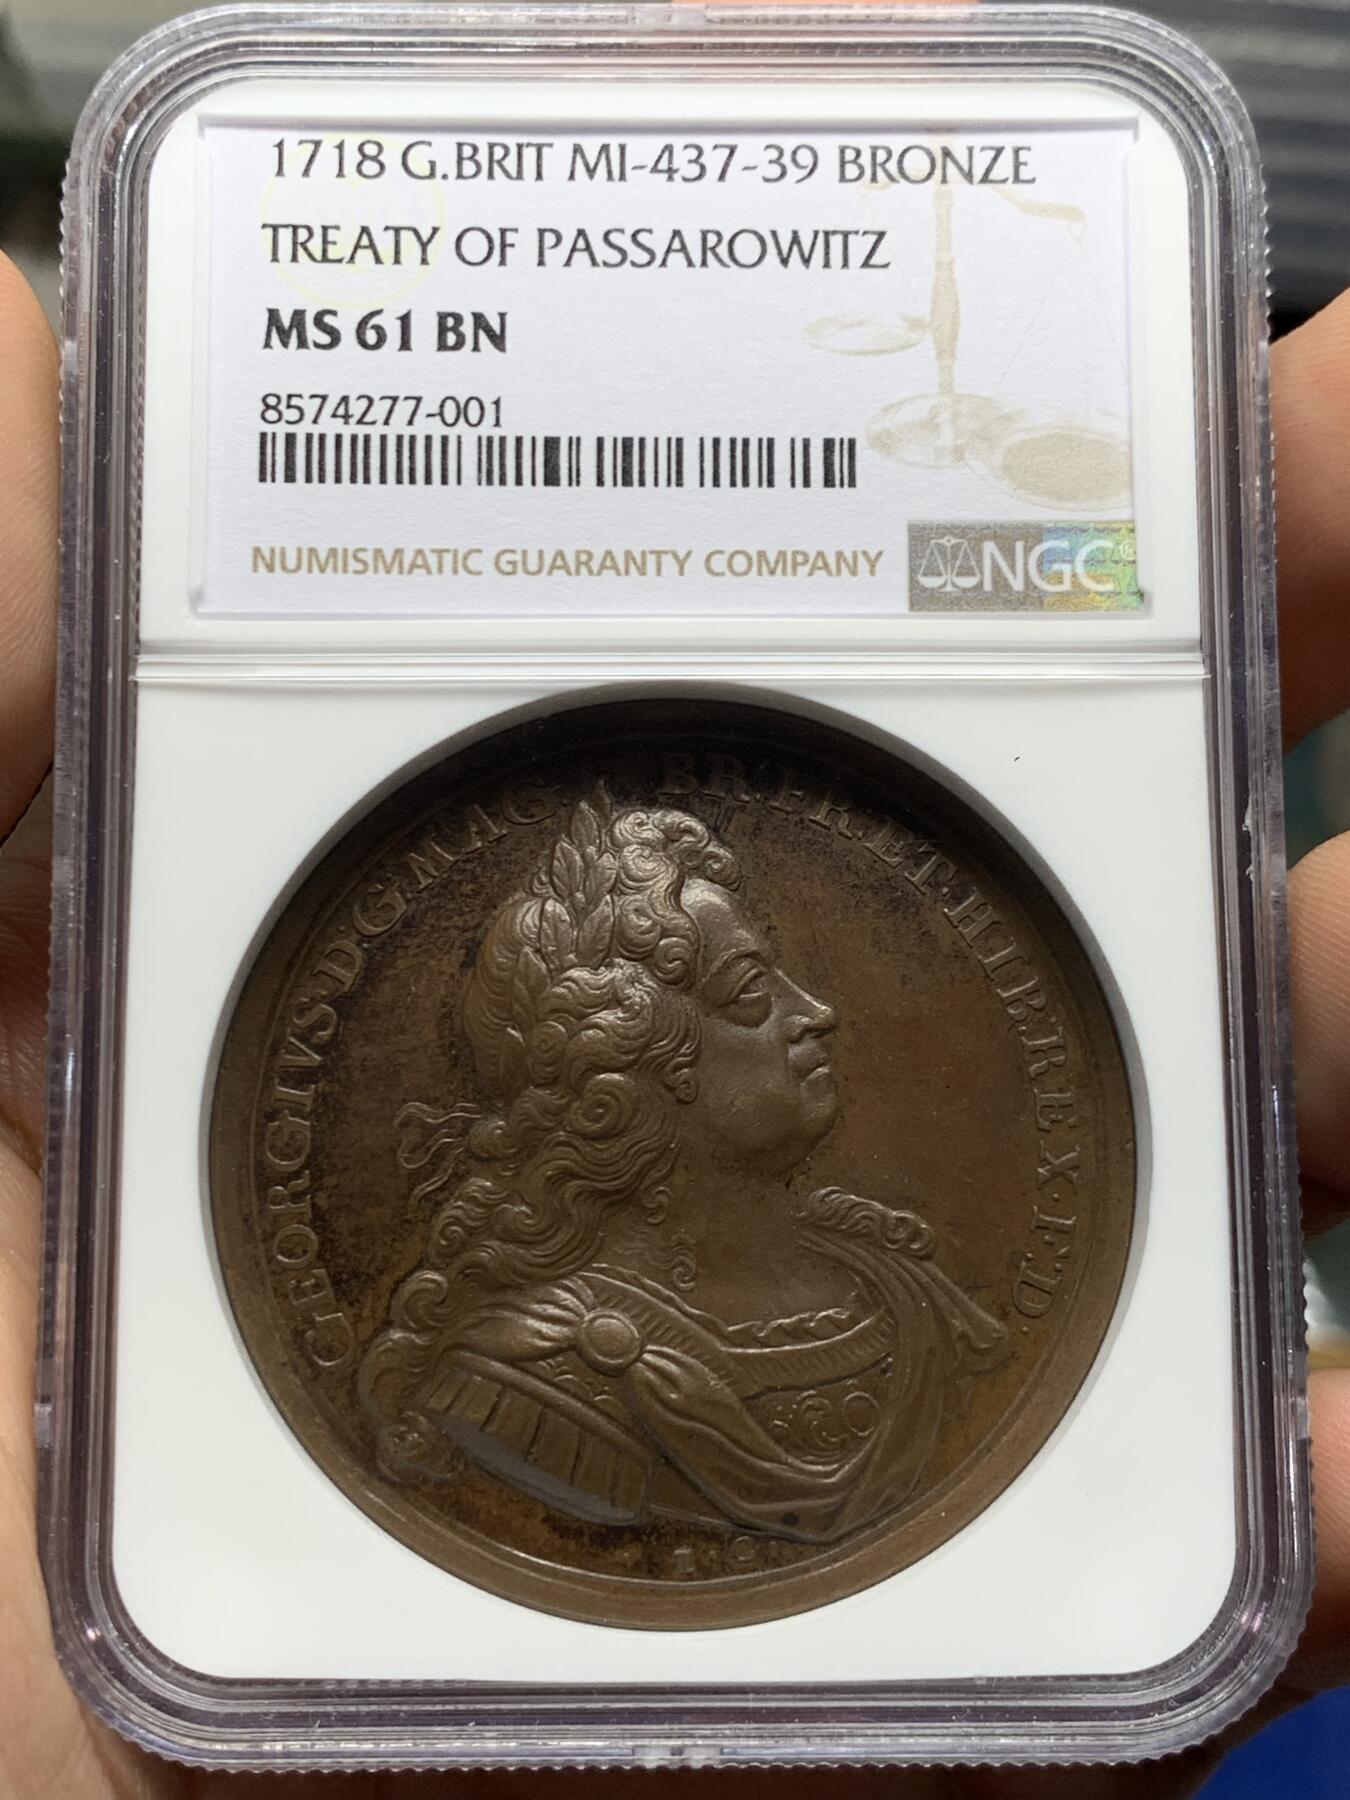 1718 G.BRIT MI-437-39 BRONZE
TREATY OF PASSAROWITZ
MS 61 BN
8574277-001
NUMISMATIC GUARANTY COMPANY
NGC®
GEORGIVS·D:G:MAG: BR:FR:ET·HIB:REX·F·D·
I·C·